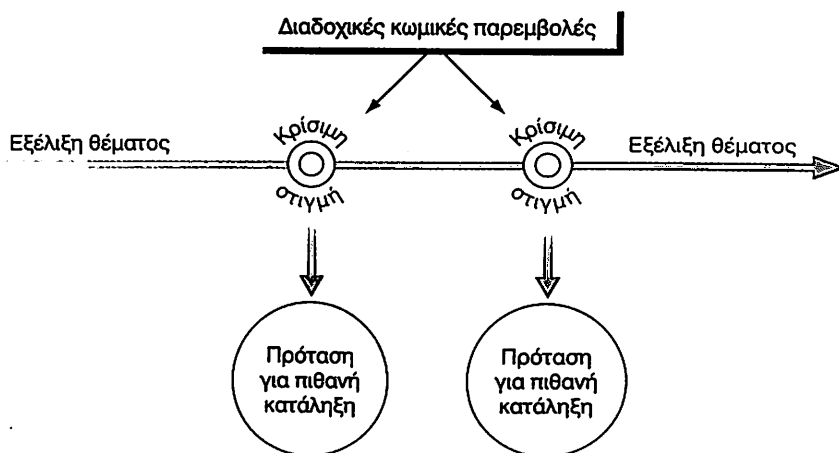 Διαδοχικές κωμικές παρεμβολές
Εξέλιξη θέματος
Κρίσιμη
στιγμή
Κρίσιμη
στιγμή
Εξέλιξη θέματος
Πρόταση
για πιθανή
κατάληξη
Πρόταση
για πιθανή
κατάληξη